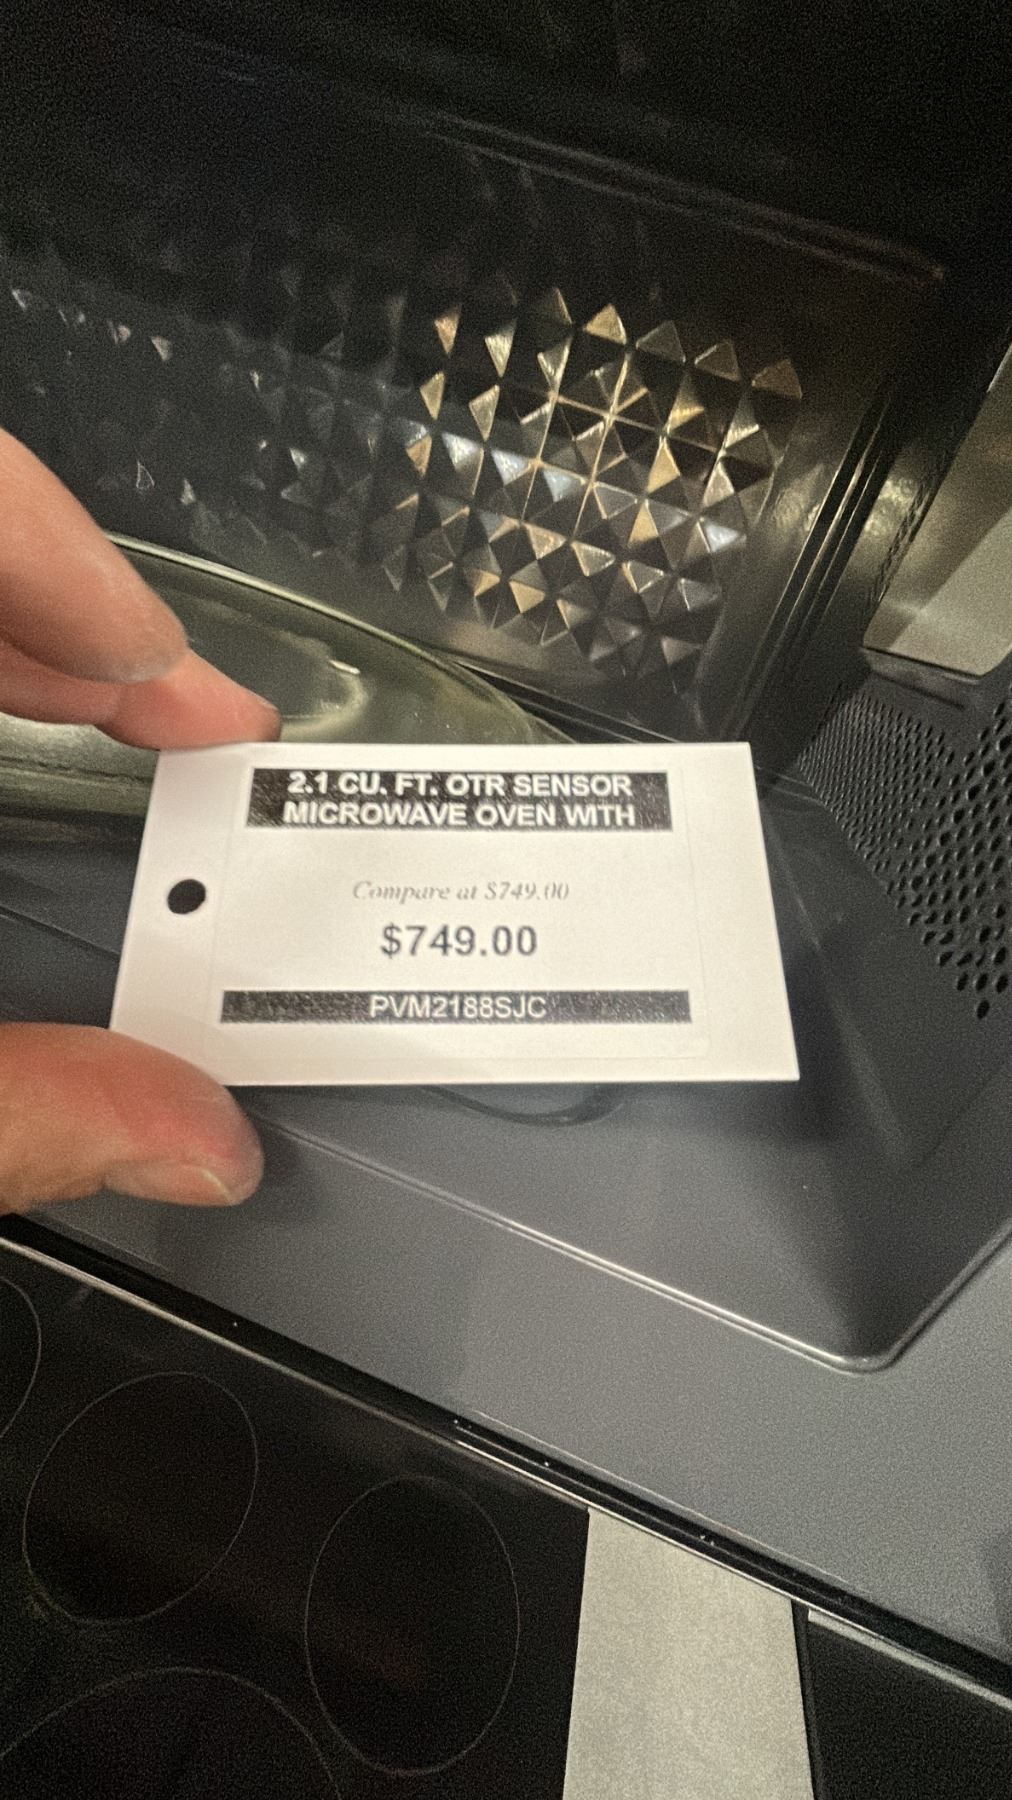 2.1 CU. FT. OTR SENSOR
MICROWAVE OVEN WITH
Compare at $749.00
$749.00
PVM2188SJC